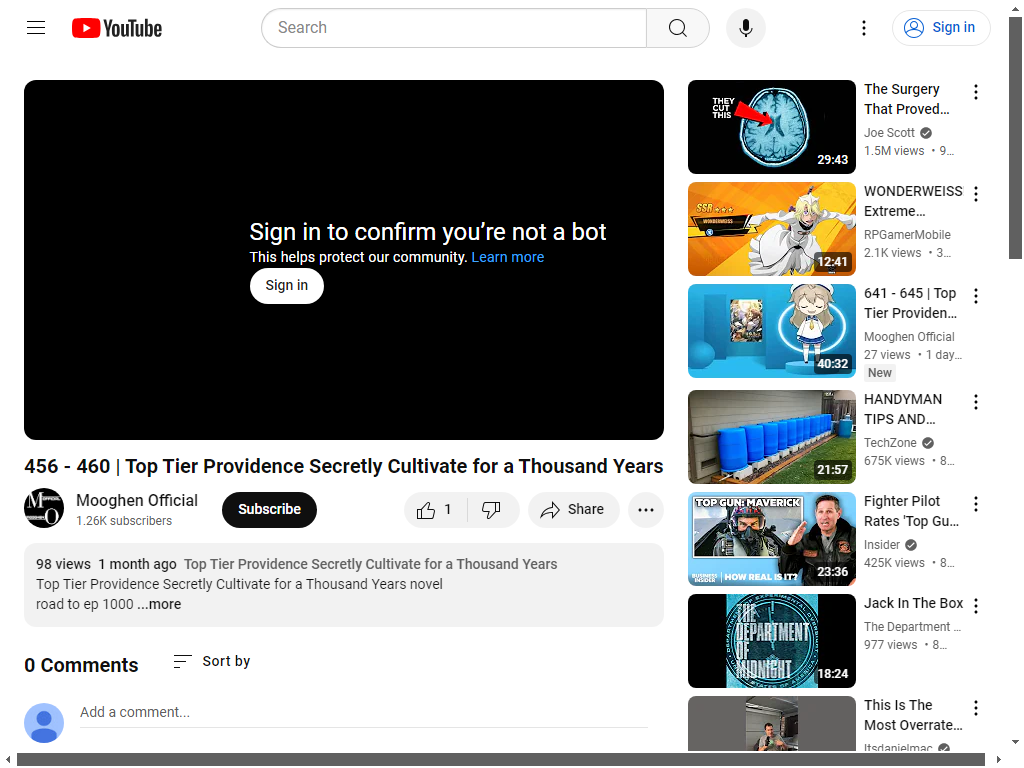 YouTube
Search
Sign in
Sign in to confirm you’re not a bot
This helps protect our community. Learn more
Sign in
456 - 460 | Top Tier Providence Secretly Cultivate for a Thousand Years
Mooghen Official
1.26K subscribers
Subscribe
1
Share
98 views 1 month ago Top Tier Providence Secretly Cultivate for a Thousand Years
Top Tier Providence Secretly Cultivate for a Thousand Years novel
road to ep 1000 ...more
0 Comments
Sort by
Add a comment...
THEY
CUT
THIS
29:43
The Surgery
That Proved…
Joe Scott
1.5M views • 9…
SSR
WONDERWEISS
12:41
WONDERWEISS
Extreme…
RPGamerMobile
2.1K views • 3…
40:32
641 - 645 | Top
Tier Providen…
Mooghen Official
27 views • 1 day…
New
21:57
HANDYMAN
TIPS AND…
TechZone
675K views • 8…
TOP GUN: MAVERICK
BUSINESS
INSIDER
HOW REAL IS IT?
23:36
Fighter Pilot
Rates 'Top Gu…
Insider
425K views • 8…
THE
DEPARTMENT
OF
MIDNIGHT
18:24
Jack In The Box
The Department …
977 views • 8…
This Is The
Most Overrate…
Itsdanielmac